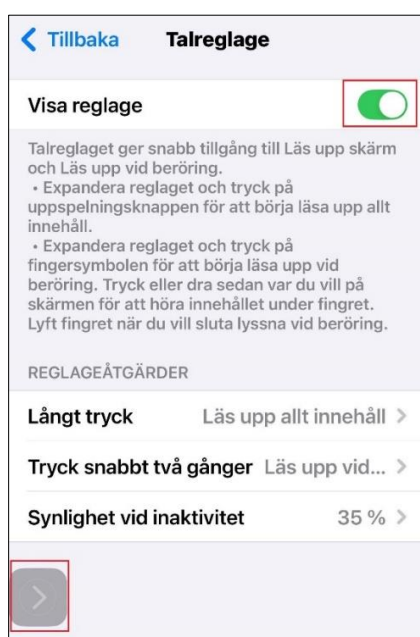 Tillbaka Talreglage
Visa reglage
Talreglaget ger snabb tillgång till Läs upp skärm
och Läs upp vid beröring.
• Expandera reglaget och tryck på
uppspelningsknappen för att börja läsa upp allt
innehåll.
• Expandera reglaget och tryck på
fingersymbolen för att börja läsa upp vid
beröring. Tryck eller dra sedan var du vill på
skärmen för att höra innehållet under fingret.
Lyft fingret när du vill sluta lyssna vid beröring.
REGLAGEÅTGÄRDER
Långt tryck Läs upp allt innehåll
Tryck snabbt två gånger Läs upp vid...
Synlighet vid inaktivitet 35 %